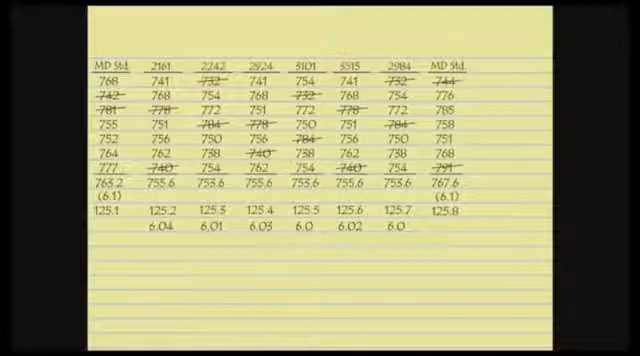 MD Std. 2161 2242 2924 3101 3515 2984 MD Std.
768 741 732 741 754 741 732 744
742 768 754 768 732 768 754 776
781 778 772 751 772 778 772 785
755 751 784 778 750 751 784 758
752 756 750 756 784 756 750 751
764 762 738 740 738 762 738 768
777 740 754 762 754 740 754 791
763.2 755.6 753.6 755.6 753.6 755.6 753.6 767.6
(6.1) (6.1)
125.1 125.2 125.3 125.4 125.5 125.6 125.7 125.8
6.04 6.01 6.03 6.0 6.02 6.0